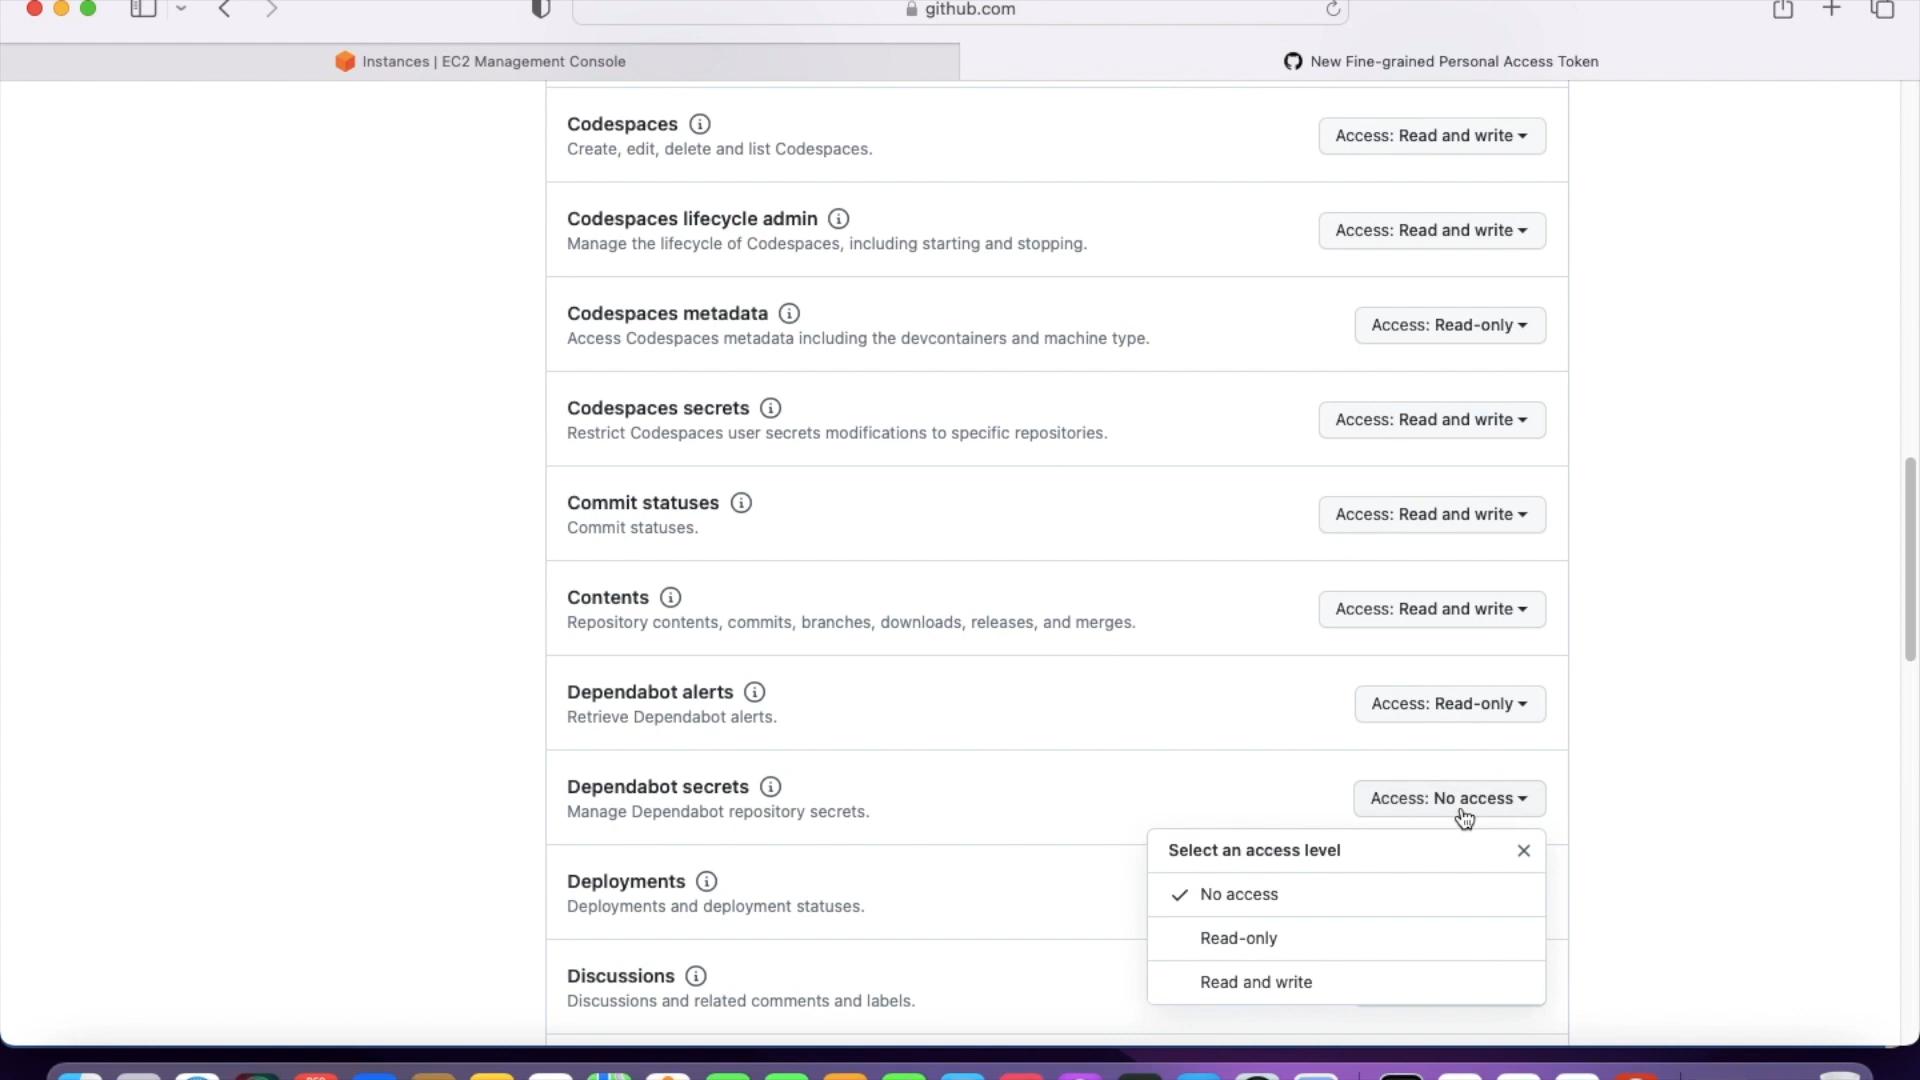 github.com
Instances | EC2 Management Console
New Fine-grained Personal Access Token
Codespaces
Create, edit, delete and list Codespaces.
Access: Read and write
Codespaces lifecycle admin
Manage the lifecycle of Codespaces, including starting and stopping.
Access: Read and write
Codespaces metadata
Access Codespaces metadata including the devcontainers and machine type.
Access: Read-only
Codespaces secrets
Restrict Codespaces user secrets modifications to specific repositories.
Access: Read and write
Commit statuses
Commit statuses.
Access: Read and write
Contents
Repository contents, commits, branches, downloads, releases, and merges.
Access: Read and write
Dependabot alerts
Retrieve Dependabot alerts.
Access: Read-only
Dependabot secrets
Manage Dependabot repository secrets.
Access: No access
Select an access level
No access
Read-only
Read and write
Deployments
Deployments and deployment statuses.
Discussions
Discussions and related comments and labels.